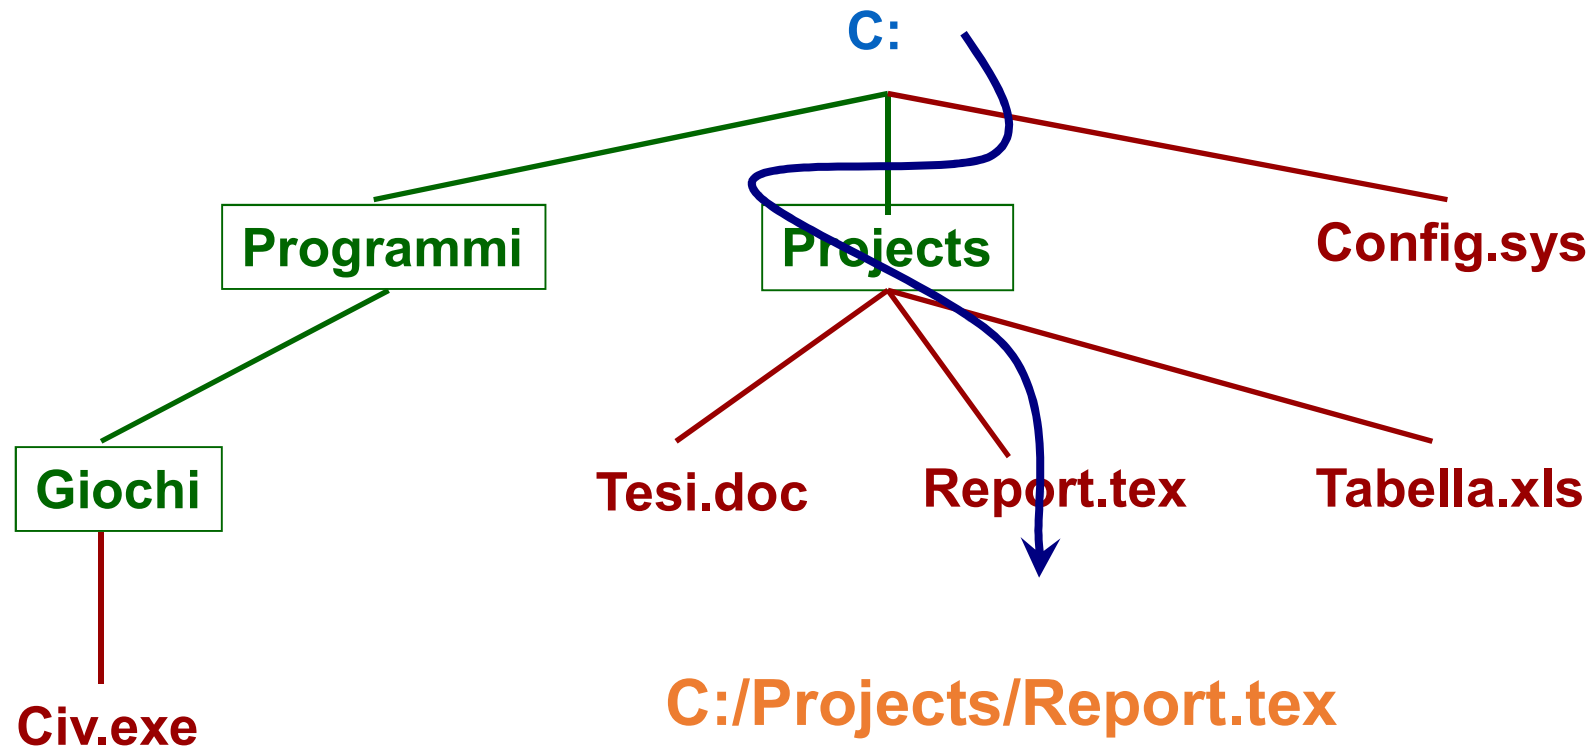 C:
Programmi
Projects
Config.sys
Giochi
Tesi.doc
Report.tex
Tabella.xls
Civ.exe
C:/Projects/Report.tex